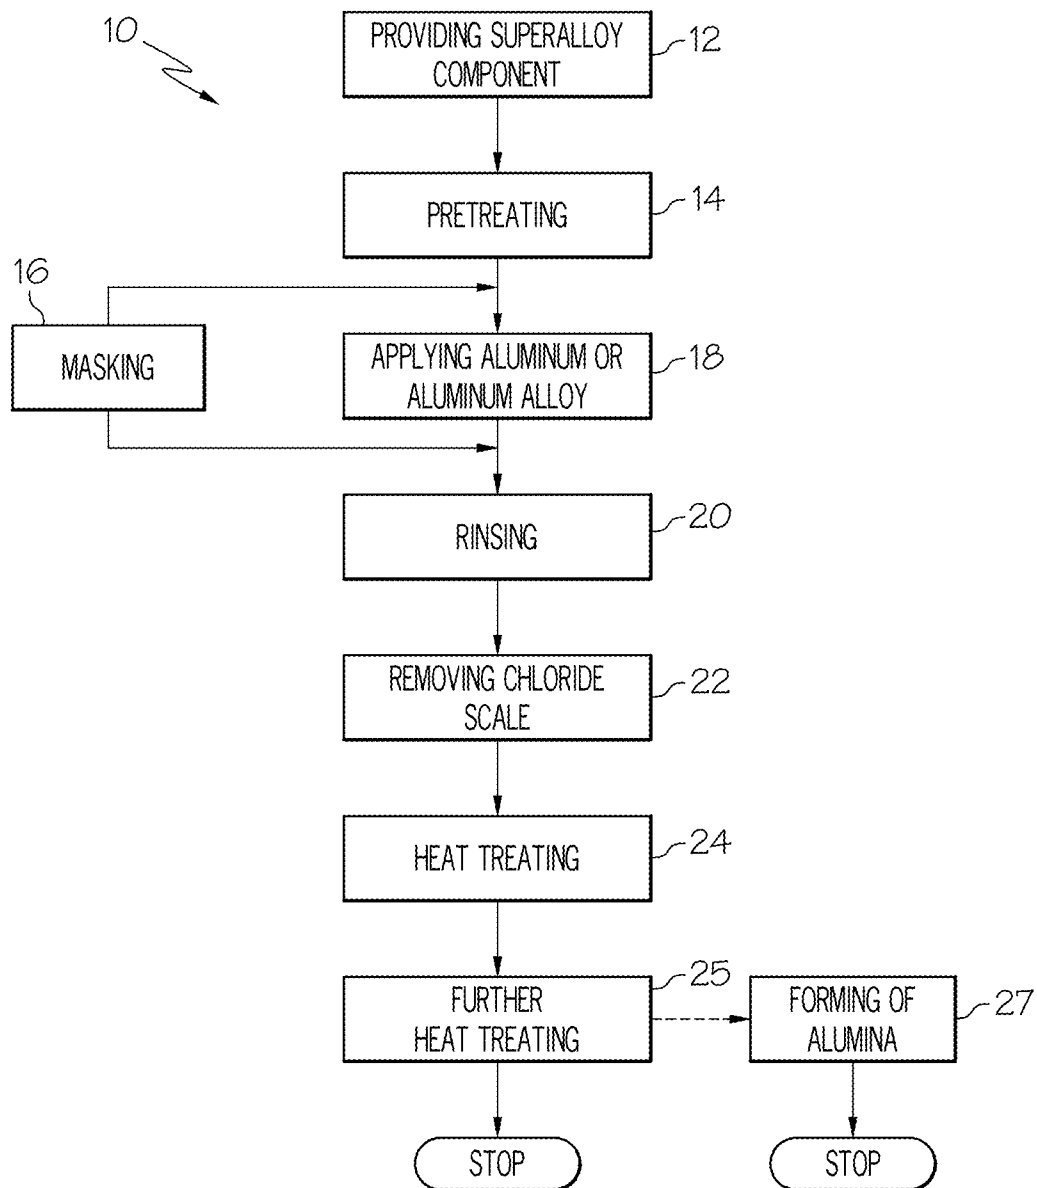 10
PROVIDING SUPERALLOY
COMPONENT
12
PRETREATING
14
16
MASKING
APPLYING ALUMINUM OR
ALUMINUM ALLOY
18
RINSING
20
REMOVING CHLORIDE
SCALE
22
HEAT TREATING
24
FURTHER
HEAT TREATING
25
FORMING OF
ALUMINA
27
STOP
STOP